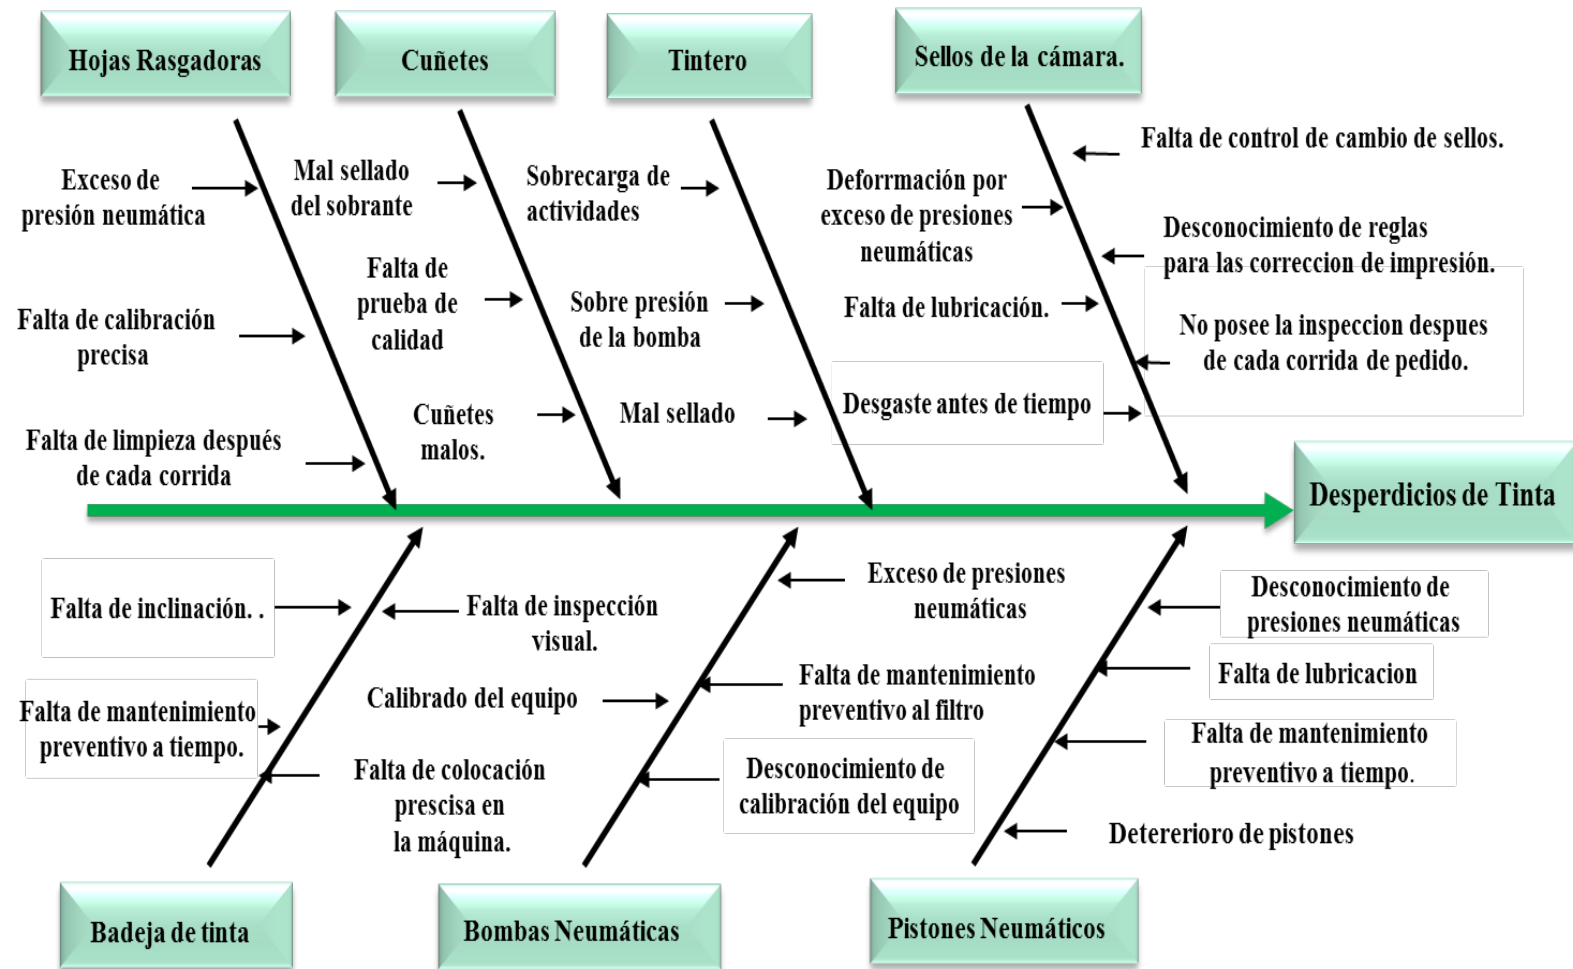 Hojas Rasgadoras
Cuñetes
Tintero
Sellos de la cámara.
Exceso de
presión neumática
Falta de calibración
precisa
Falta de limpieza después
de cada corrida
Mal sellado
del sobrante
Falta de
prueba de
calidad
Cuñetes
malos.
Sobrecarga de
actividades
Sobre presión
de la bomba
Mal sellado
Deforrmación por
exceso de presiones
neumáticas
Falta de lubricación.
Desgaste antes de tiempo
Falta de control de cambio de sellos.
Desconocimiento de reglas
para las correccion de impresión.
No posee la inspeccion despues
de cada corrida de pedido.
Desperdicios de Tinta
Falta de inclinación. .
Falta de mantenimiento
preventivo a tiempo.
Falta de inspección
visual.
Falta de colocación
prescisa en
la máquina.
Calibrado del equipo
Exceso de presiones
neumáticas
Falta de mantenimiento
preventivo al filtro
Desconocimiento de
calibración del equipo
Desconocimiento de
presiones neumáticas
Falta de lubricacion
Falta de mantenimiento
preventivo a tiempo.
Detererioro de pistones
Badeja de tinta
Bombas Neumáticas
Pistones Neumáticos